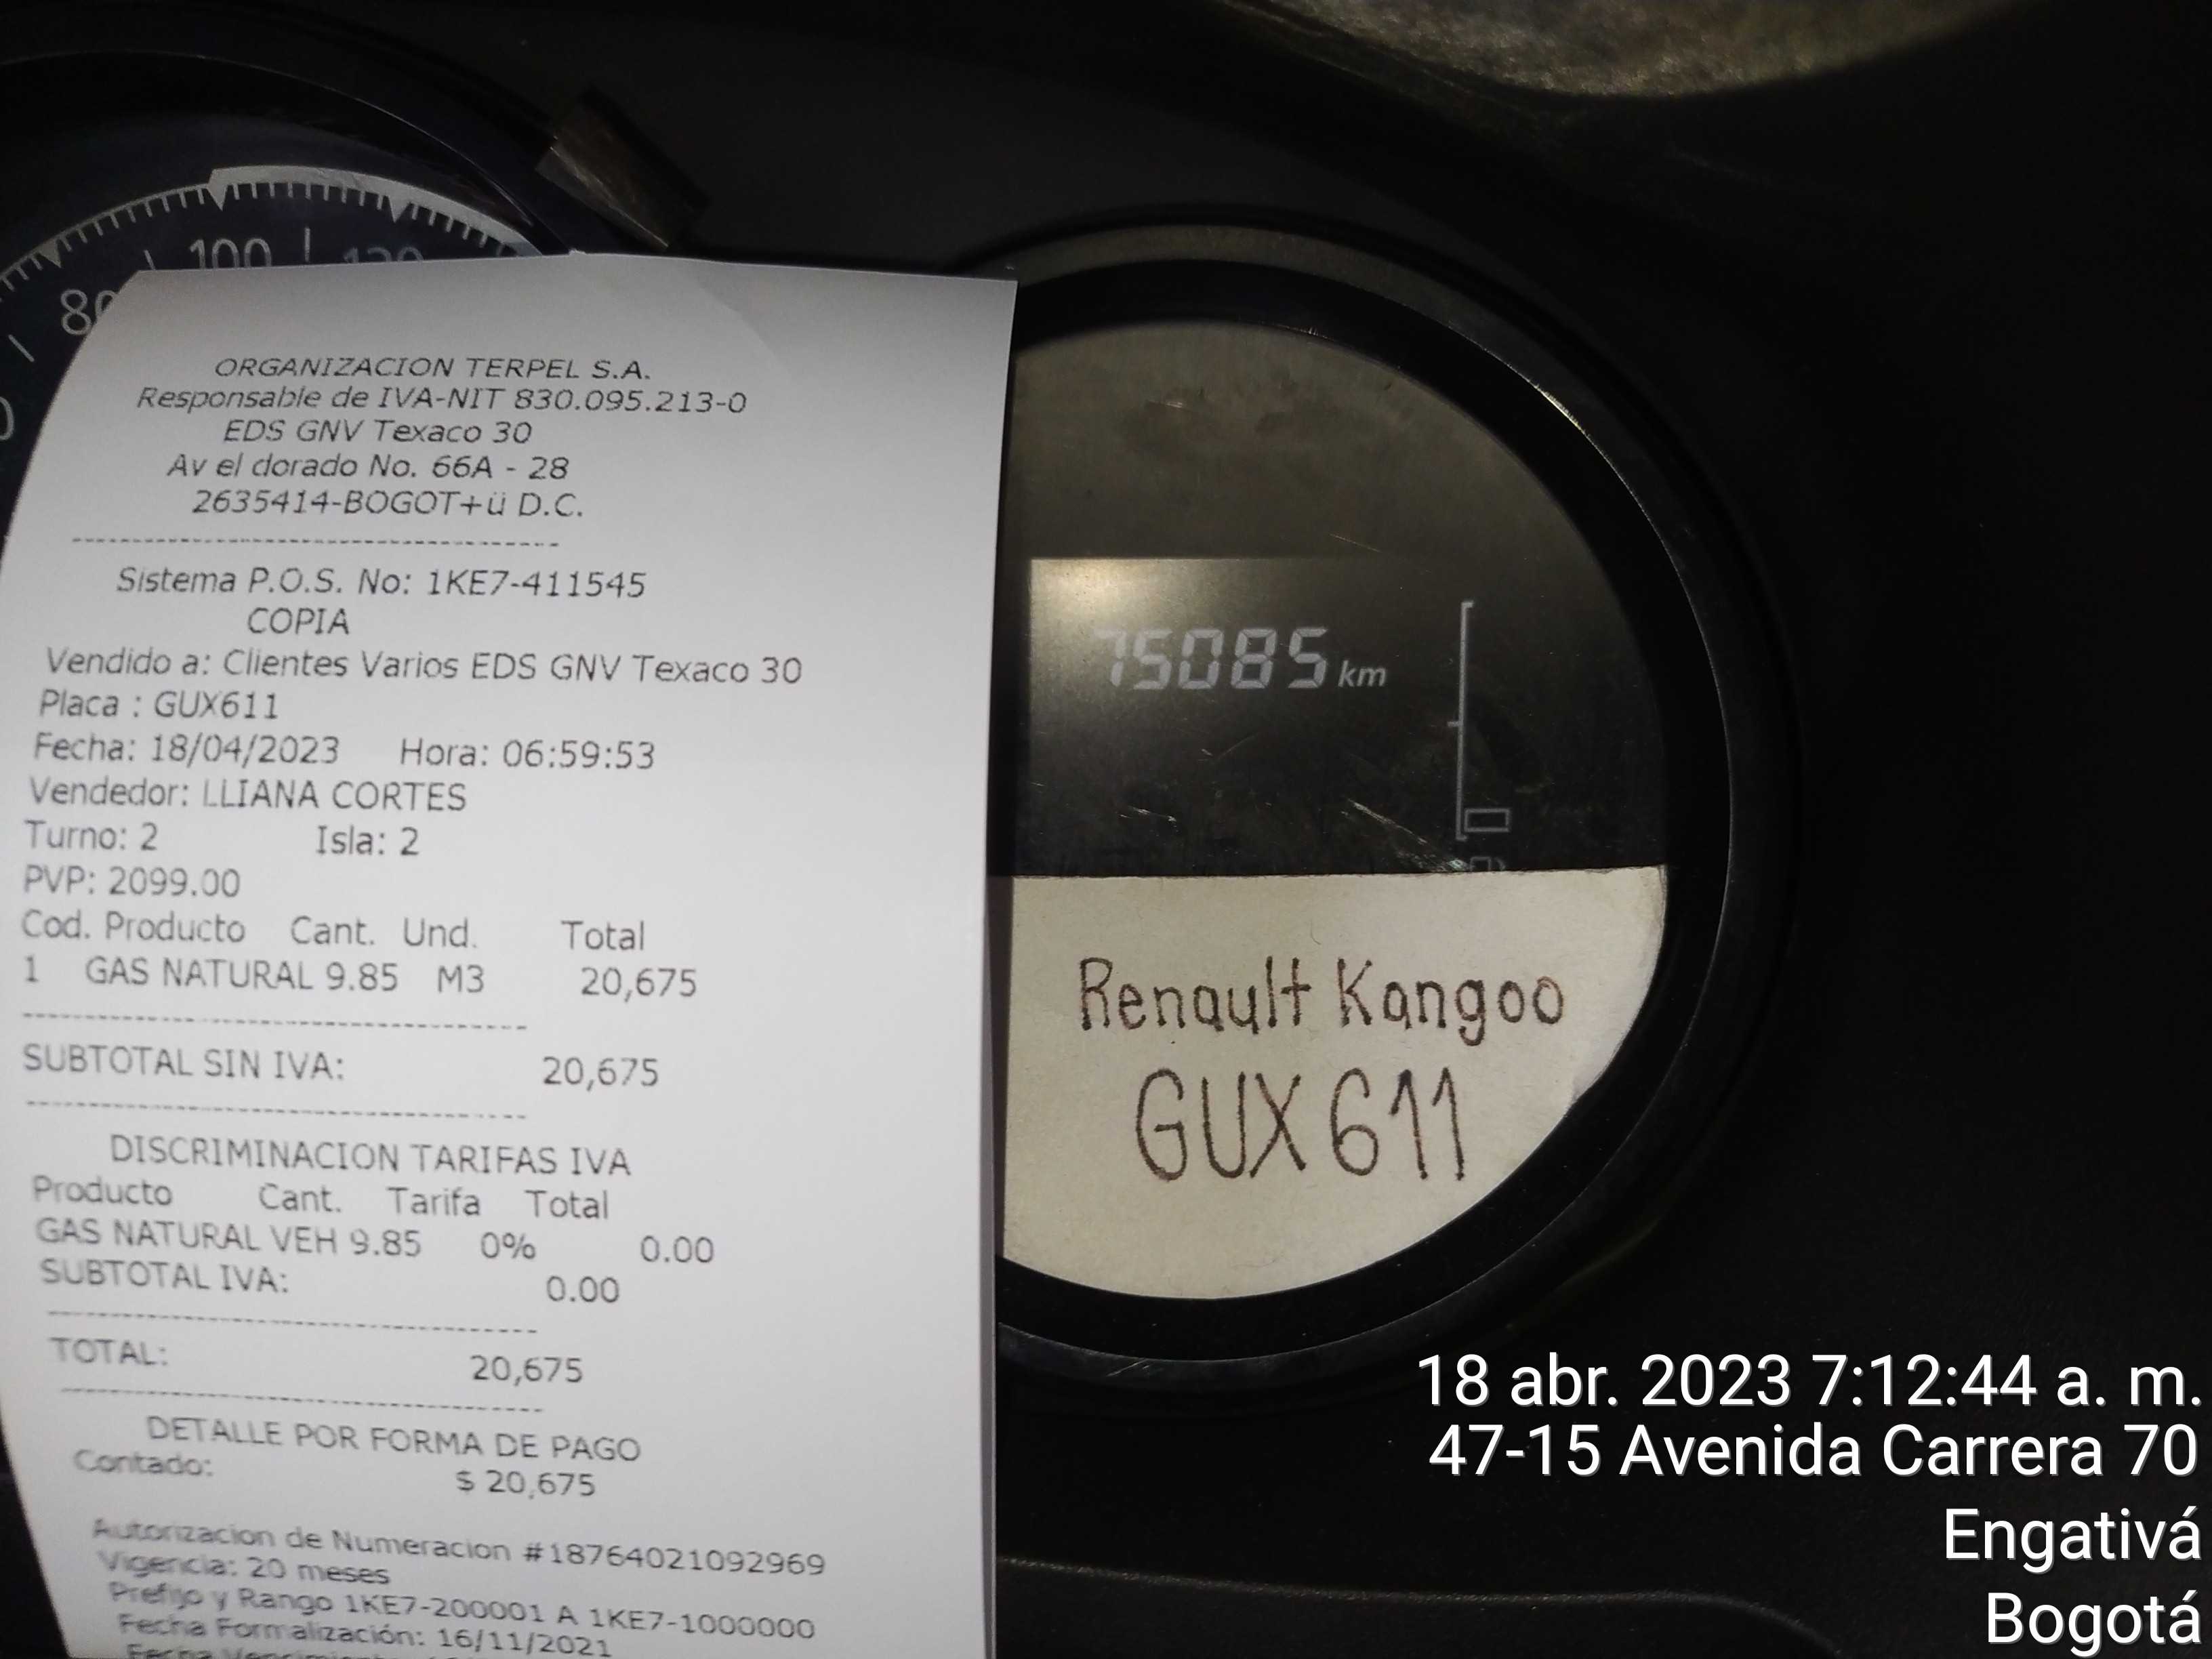 80
100
120
ORGANIZACION TERPEL S.A.
Responsable de IVA-NIT 830.095.213-0
EDS GNV Texaco 30
Av el dorado No. 66A - 28
2635414-BOGOT+ü D.C.
Sistema P.O.S. No: 1KE7-411545
COPIA
Vendido a: Clientes Varios EDS GNV Texaco 30
Placa : GUX611
Fecha: 18/04/2023 Hora: 06:59:53
Vendedor: LLIANA CORTES
Turno: 2 Isla: 2
PVP: 2099.00
Cod. Producto Cant. Und. Total
1 GAS NATURAL 9.85 M3 20,675
SUBTOTAL SIN IVA: 20,675
DISCRIMINACION TARIFAS IVA
Producto Cant. Tarifa Total
GAS NATURAL VEH 9.85 0% 0.00
SUBTOTAL IVA: 0.00
TOTAL: 20,675
DETALLE POR FORMA DE PAGO
Contado: $ 20,675
Autorizacion de Numeracion #18764021092969
Vigencia: 20 meses
Prefijo y Rango 1KE7-200001 A 1KE7-1000000
Fecha Formalización: 16/11/2021
75085 km
Renault Kangoo
GUX611
18 abr. 2023 7:12:44 a. m.
47-15 Avenida Carrera 70
Engativá
Bogotá